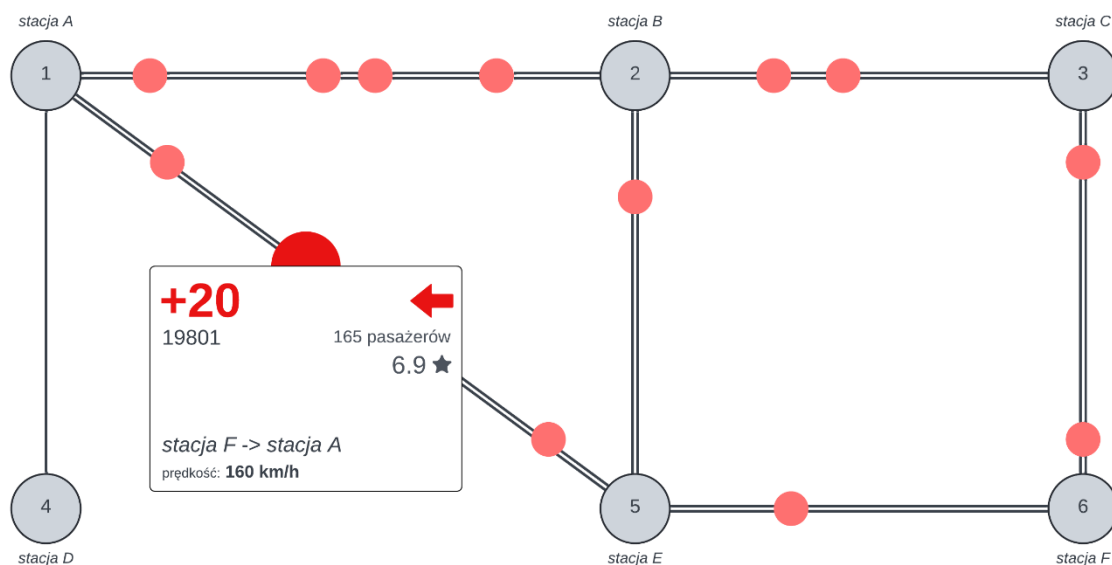 stacja A
stacja B
stacja C
1
2
3
+20
19801
165 pasażerów
6.9
stacja F -> stacja A
prędkość: 160 km/h
4
5
6
stacja D
stacja E
stacja F